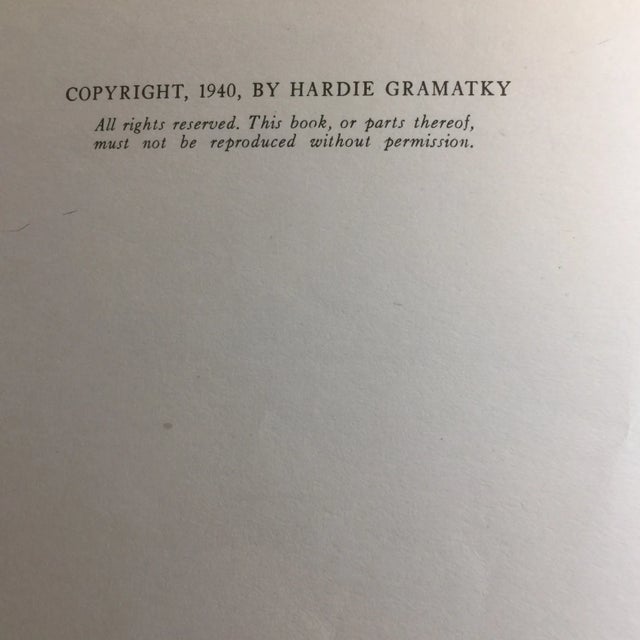 COPYRIGHT, 1940, BY HARDIE GRAMATKY
All rights reserved. This book, or parts thereof,
must not be reproduced without permission.